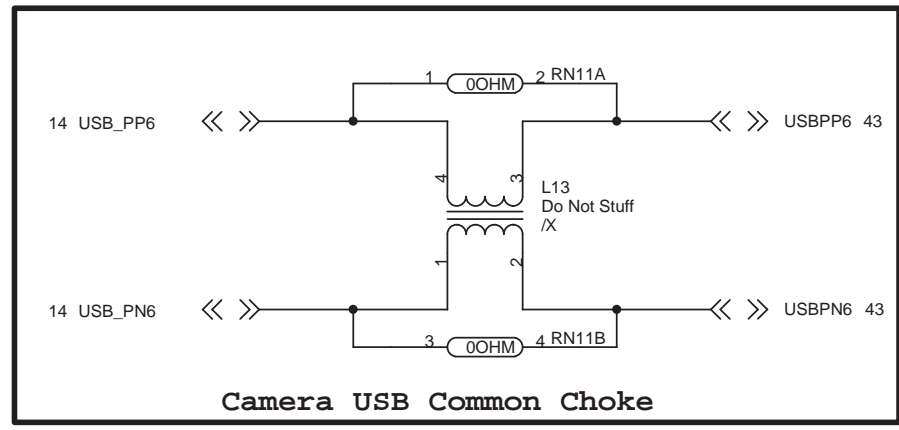 1 0OHM 2 RN11A
14 USB_PP6 USBPP6 43
4 3
L13
Do Not Stuff
/X
1 2
14 USB_PN6 USBPN6 43
3 0OHM 4 RN11B
Camera USB Common Choke